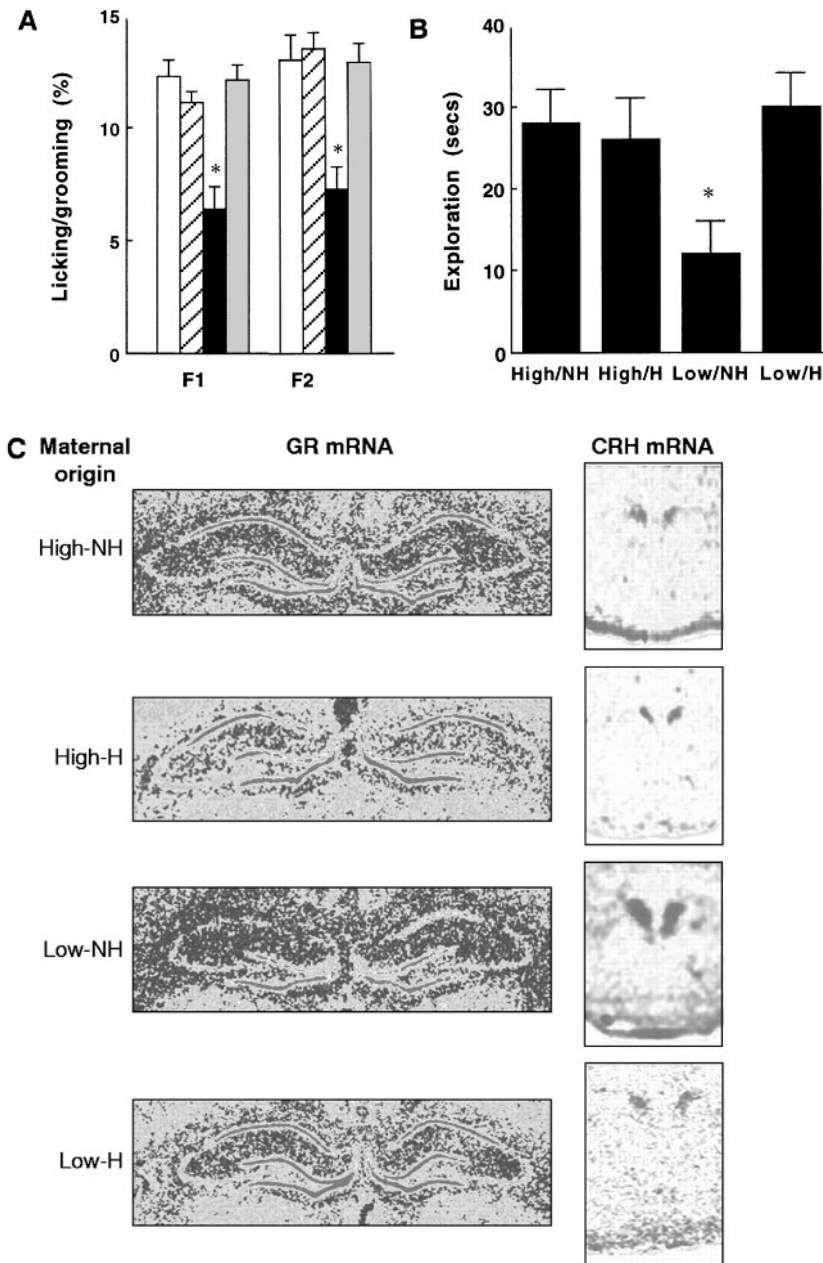 A
15
10
5
0
Licking/grooming (%)
*
*
F1
F2
B
40
30
20
10
0
Exploration (secs)
*
High/NH High/H Low/NH Low/H
C
Maternal origin
GR mRNA
CRH mRNA
High-NH
High-H
Low-NH
Low-H